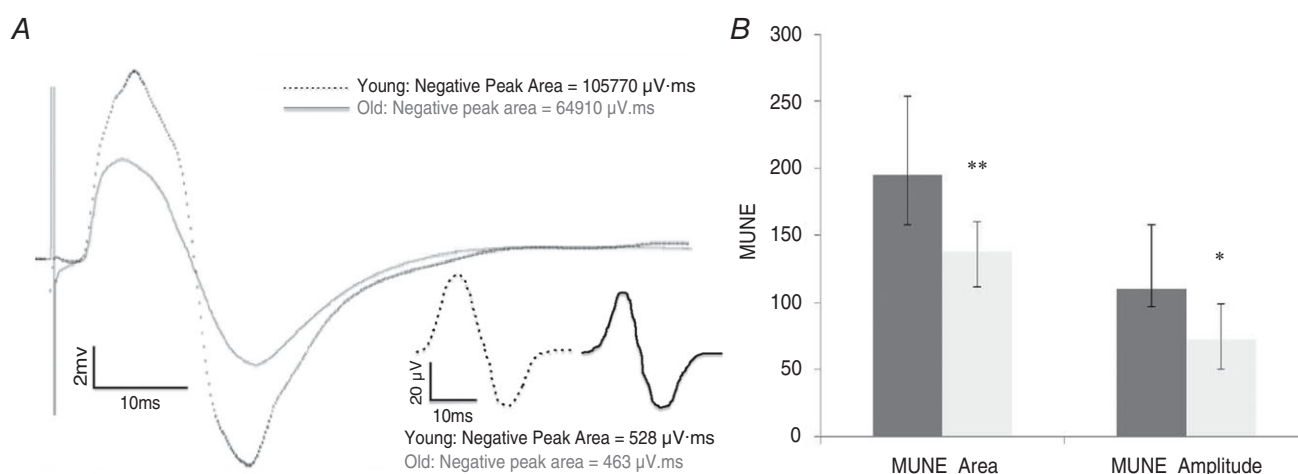 A
Young: Negative Peak Area = 105770 µV·ms
Old: Negative peak area = 64910 µV.ms
2mv
10ms
20 µV
10ms
Young: Negative Peak Area = 528 µV·ms
Old: Negative peak area = 463 µV.ms
B
MUNE
300
250
200
150
100
50
0
**
*
MUNE Area
MUNE Amplitude